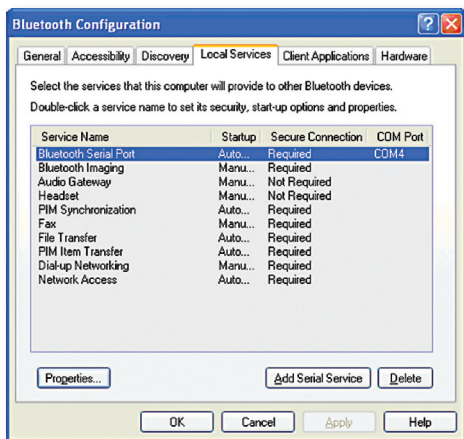 Bluetooth Configuration
General Accessibility Discovery Local Services Client Applications Hardware
Select the services that this computer will provide to other Bluetooth devices.
Double-click a service name to set its security, start-up options and properties.
Service Name Startup Secure Connection COM Port
Bluetooth Serial Port Auto... Required COM4
Bluetooth Imaging Manu... Required
Audio Gateway Manu... Not Required
Headset Manu... Not Required
PIM Synchronization Auto... Required
Fax Manu... Required
File Transfer Auto... Required
PIM Item Transfer Auto... Required
Dial-up Networking Manu... Required
Network Access Auto... Required
Properties... Add Serial Service Delete
OK Cancel Apply Help